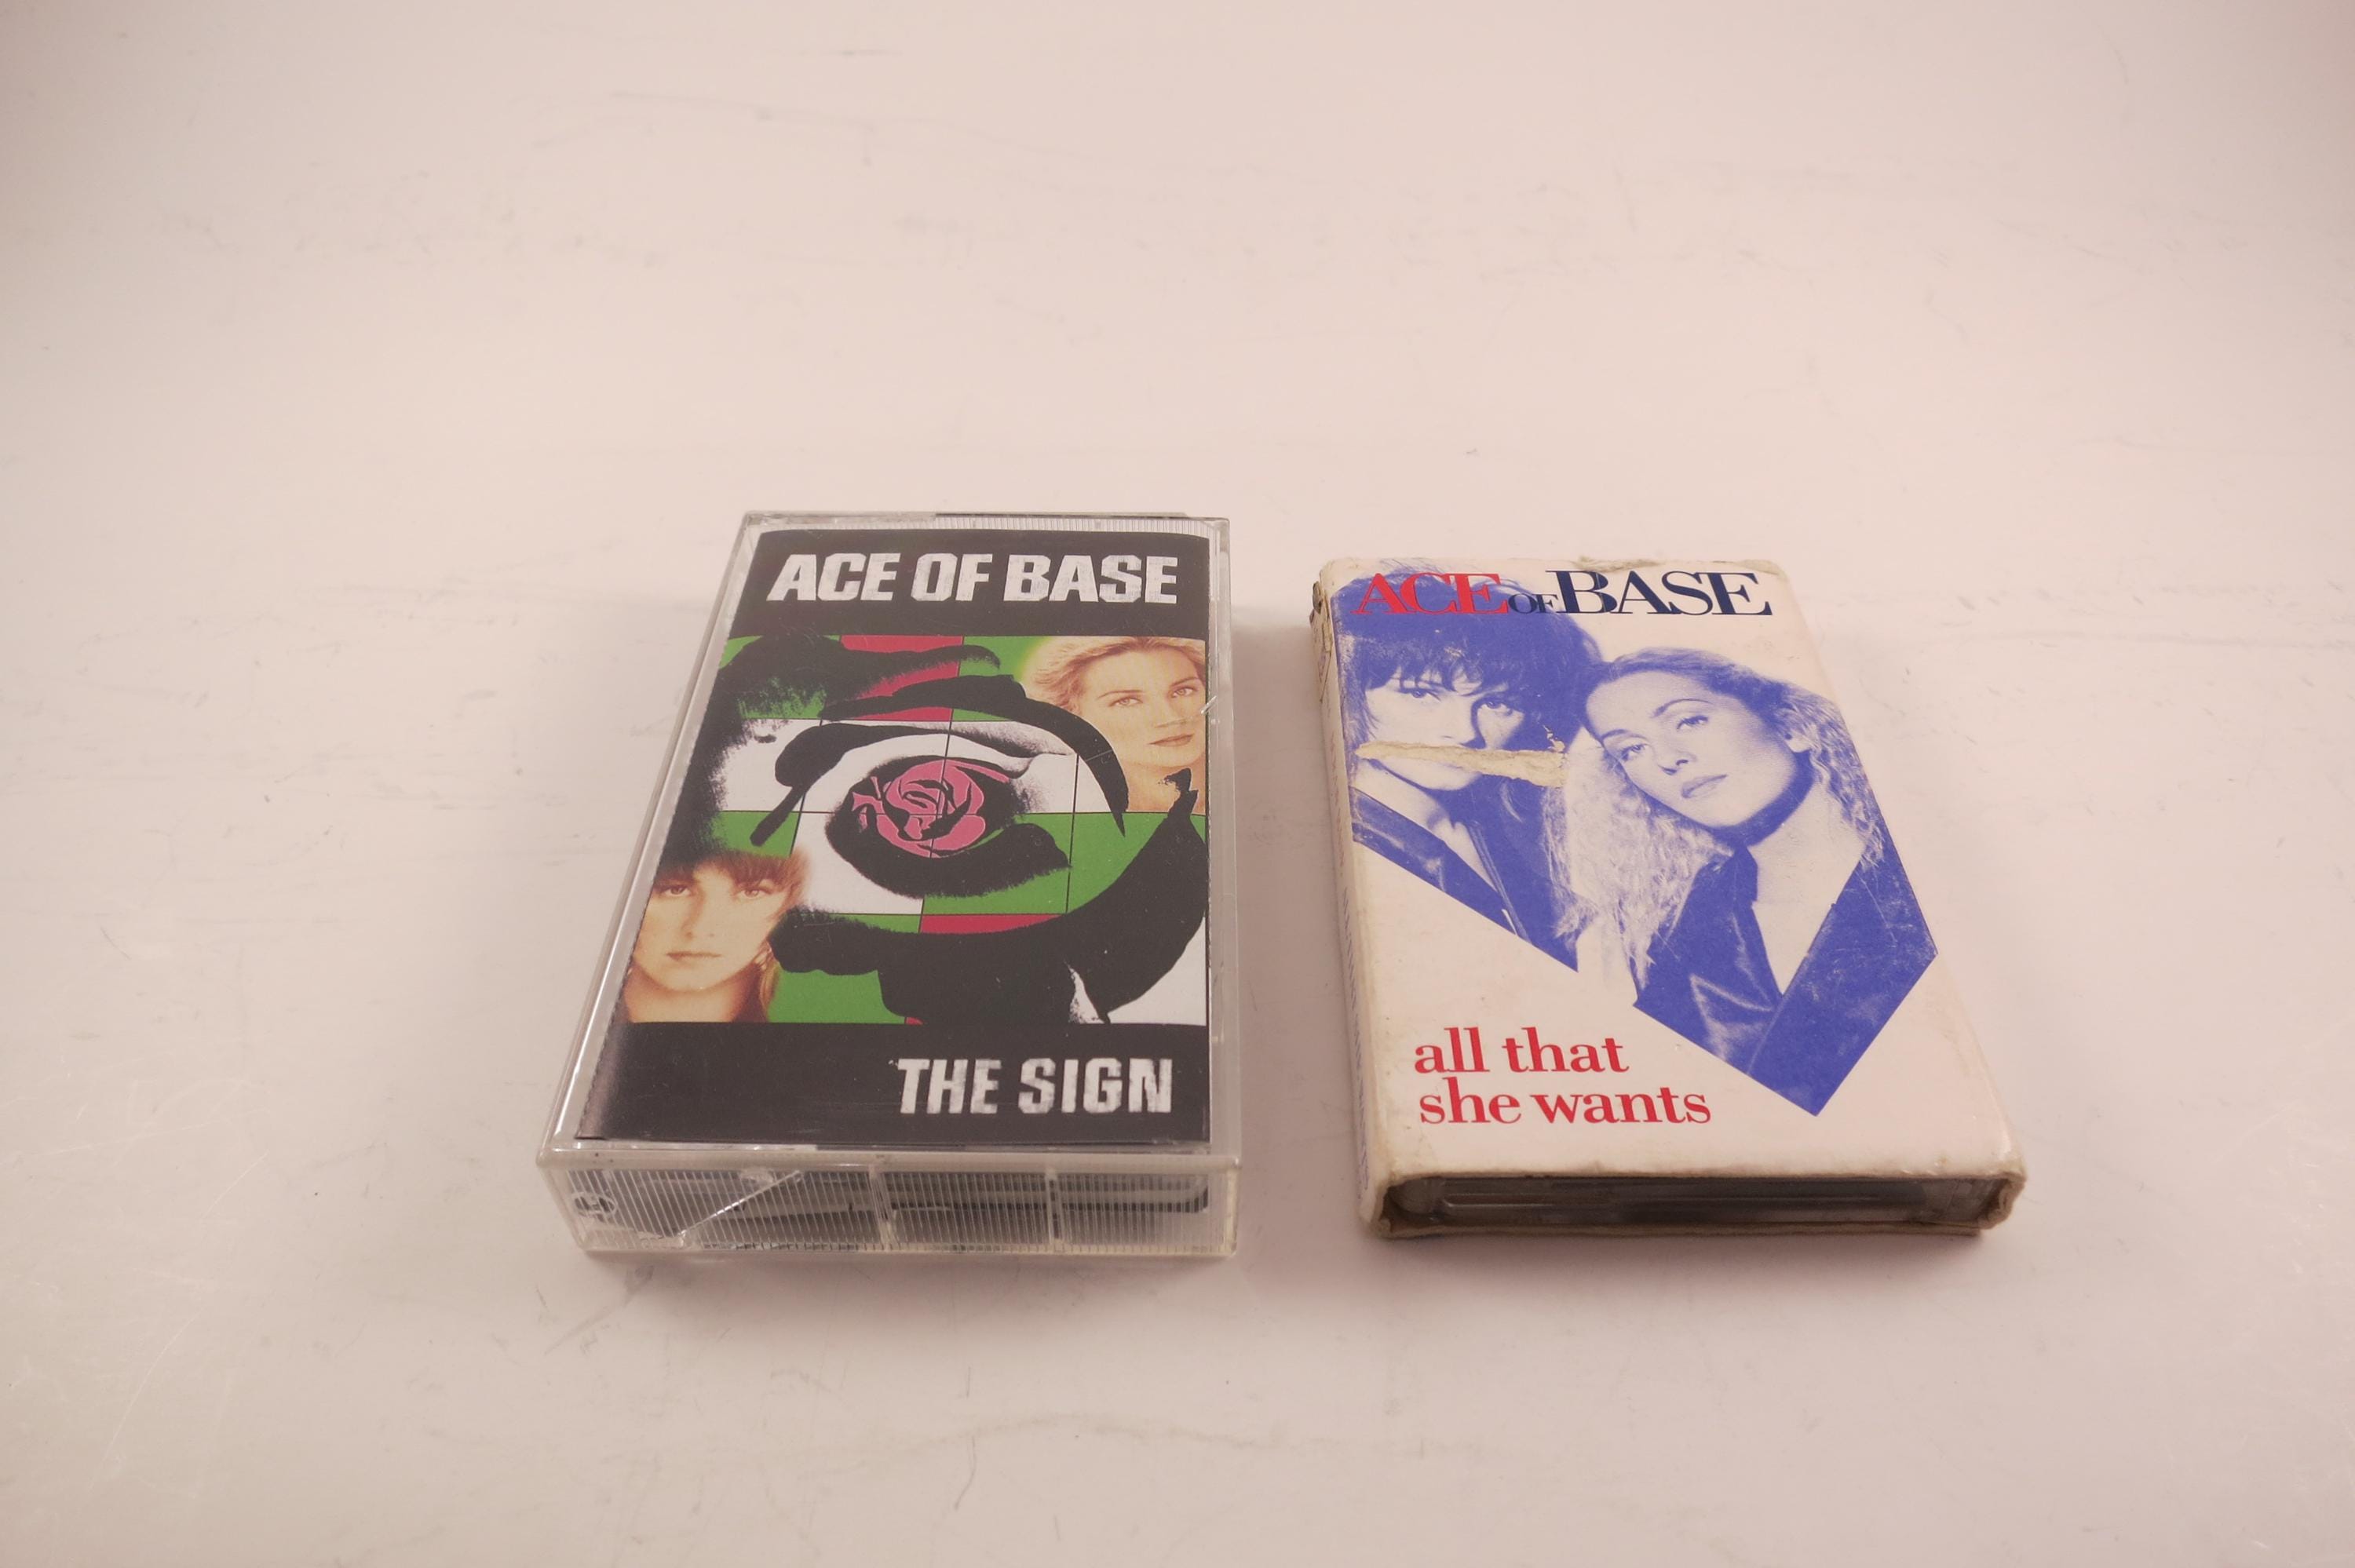 ACE OF BASE
THE SIGN
ACE OF BASE
all that
she wants